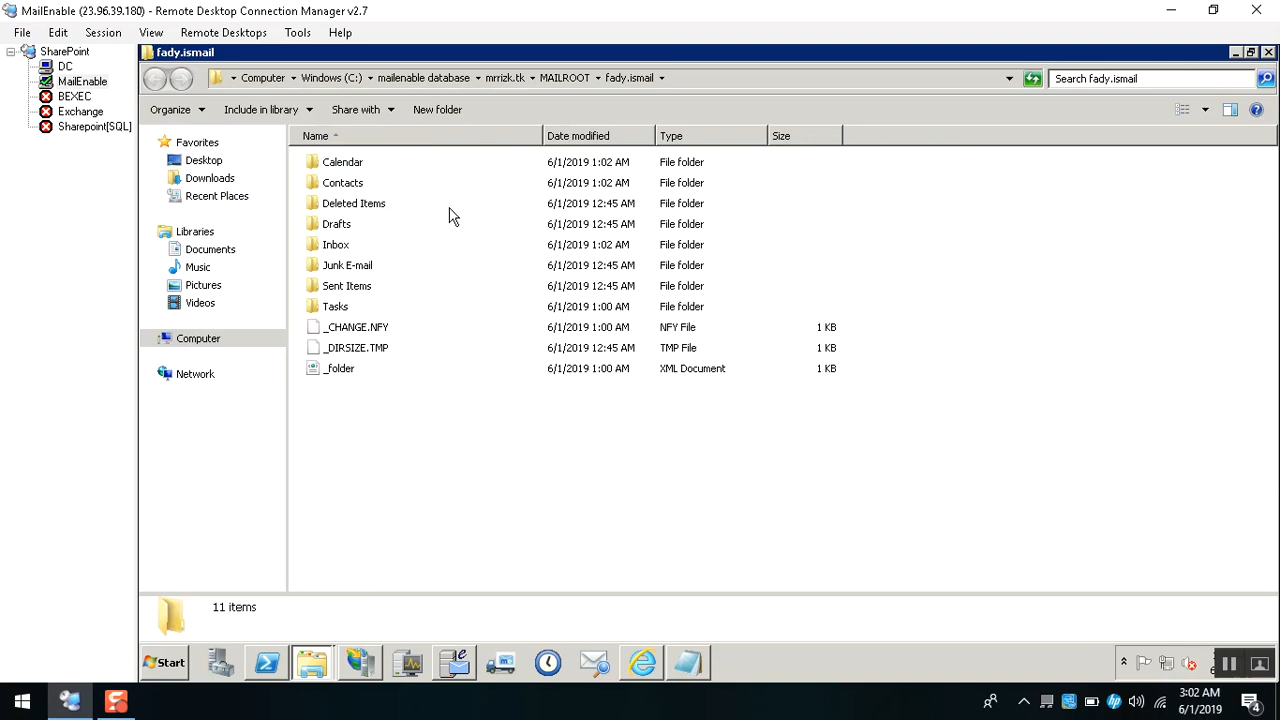 MailEnable (23.96.39.180) - Remote Desktop Connection Manager v2.7
File Edit Session View Remote Desktops Tools Help
SharePoint
DC
MailEnable
BEXEC
Exchange
Sharepoint[SQL]
fady.ismail
Computer Windows (C:) mailenable database mrrizk.tk MAILROOT fady.ismail
Search fady.ismail
Organize Include in library Share with New folder
Favorites
Desktop
Downloads
Recent Places
Libraries
Documents
Music
Pictures
Videos
Computer
Network
Name Date modified Type Size
Calendar 6/1/2019 1:02 AM File folder
Contacts 6/1/2019 1:02 AM File folder
Deleted Items 6/1/2019 12:45 AM File folder
Drafts 6/1/2019 12:45 AM File folder
Inbox 6/1/2019 1:02 AM File folder
Junk E-mail 6/1/2019 12:45 AM File folder
Sent Items 6/1/2019 12:45 AM File folder
Tasks 6/1/2019 1:00 AM File folder
_CHANGE.NFY 6/1/2019 1:00 AM NFY File 1 KB
_DIRSIZE.TMP 6/1/2019 12:45 AM TMP File 1 KB
_folder 6/1/2019 1:00 AM XML Document 1 KB
11 items
Start
3:02 AM
6/1/2019
4